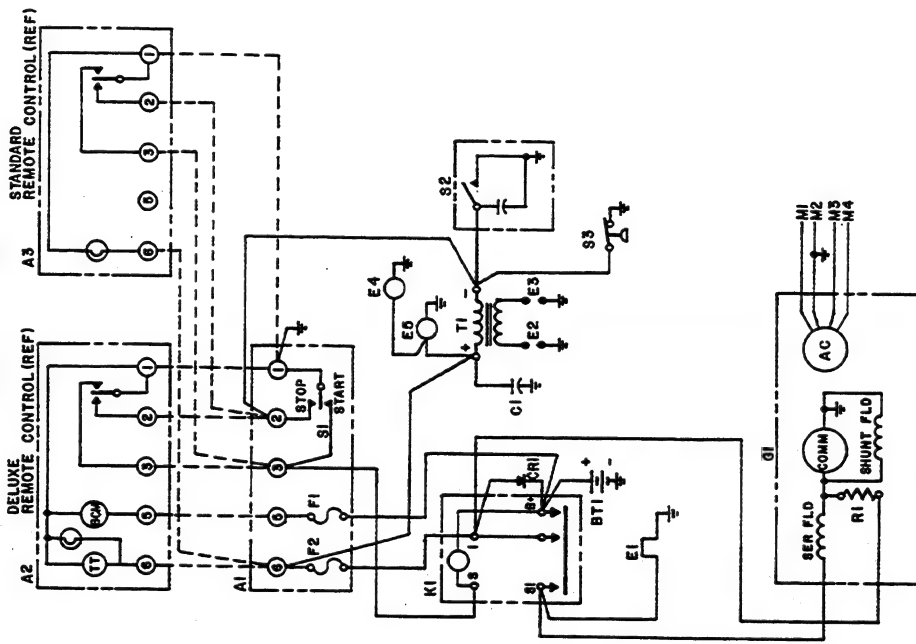 STANDARD
REMOTE CONTROL (REF)
A3
6
5
3
2
1
DELUXE
REMOTE CONTROL (REF)
A2
TT
BCM
6
5
3
2
1
A1
6
5
3
2
1
F2
F1
STOP
S1
START
S2
S3
E4
E5
+
T1
-
E2
E3
C1
K1
S
I
B+
CR1
S1
+
BT1
-
E1
G1
AC
M1
M2
M3
M4
COMM
SER FLD
SHUNT FLD
R1